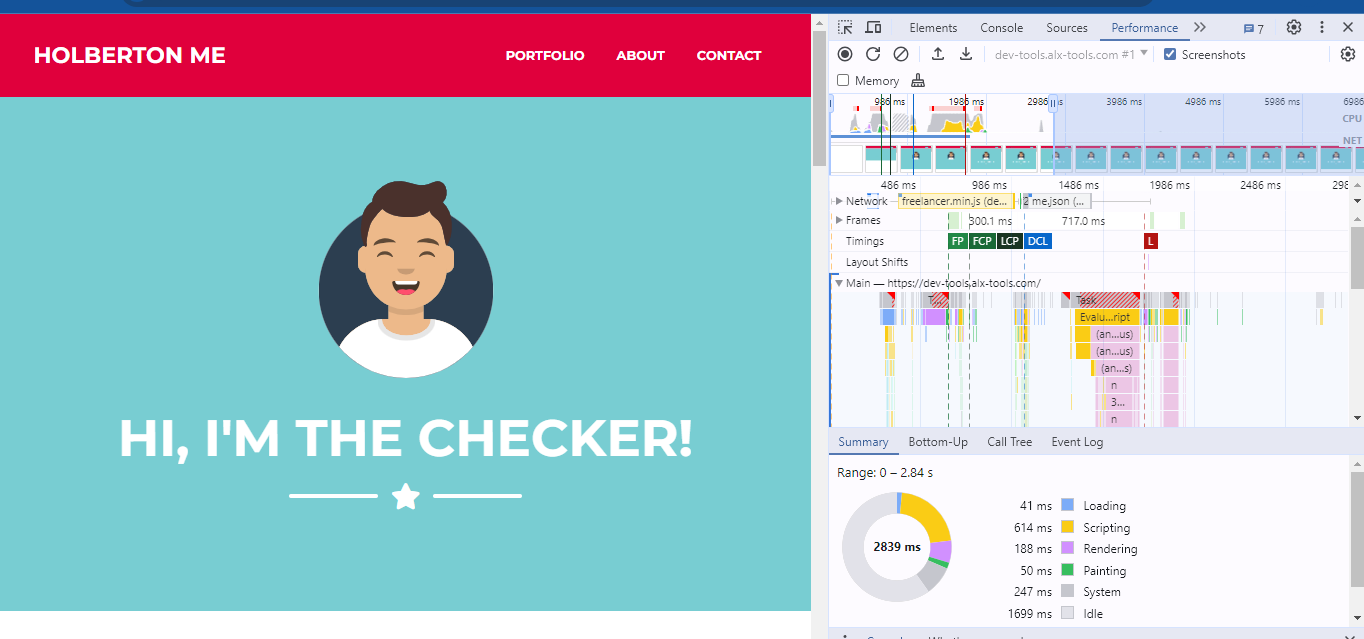 HOLBERTON ME
PORTFOLIO ABOUT CONTACT
HI, I'M THE CHECKER!
Elements Console Sources Performance 7
dev-tools.alx-tools.com #1 Screenshots
Memory
986 ms 1986 ms 2986 ms 3986 ms 4986 ms 5986 ms 6986
CPU
NET
486 ms 986 ms 1486 ms 1986 ms 2486 ms 298
Network freelancer.min.js (de... 2 me.json (...
Frames 300.1 ms 717.0 ms
Timings FP FCP LCP DCL L
Layout Shifts
Main — https://dev-tools.alx-tools.com/
T... Task
Evalu...ript
(an...us)
(an...us)
(an...s)
n
3...
n
Summary Bottom-Up Call Tree Event Log
Range: 0 – 2.84 s
2839 ms
41 ms Loading
614 ms Scripting
188 ms Rendering
50 ms Painting
247 ms System
1699 ms Idle